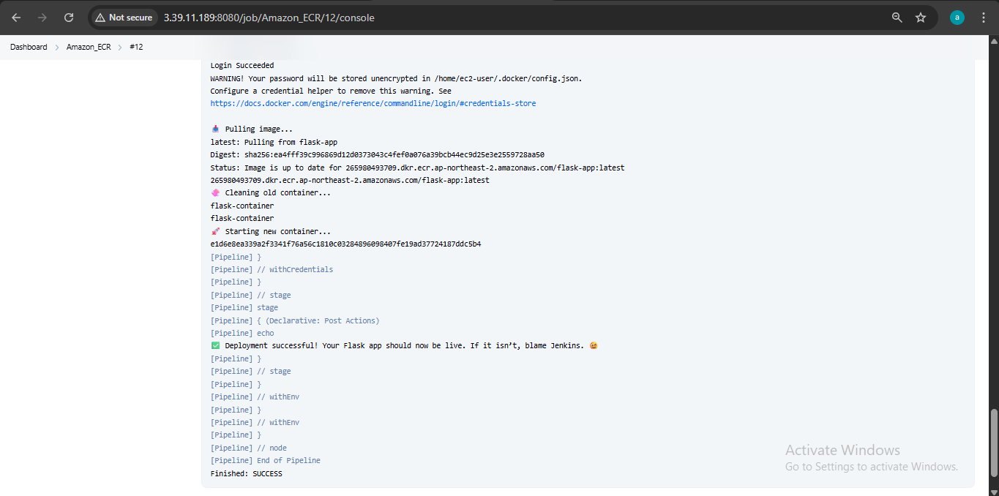 Not secure 3.39.11.189:8080/job/Amazon_ECR/12/console a
Dashboard > Amazon_ECR > #12
Login Succeeded
WARNING! Your password will be stored unencrypted in /home/ec2-user/.docker/config.json.
Configure a credential helper to remove this warning. See
https://docs.docker.com/engine/reference/commandline/login/#credentials-store
📥 Pulling image...
latest: Pulling from flask-app
Digest: sha256:ea4fff39c996869d12d0373043c4fef0a076a39bcb44ec9d25e3e2559728aa50
Status: Image is up to date for 265980493709.dkr.ecr.ap-northeast-2.amazonaws.com/flask-app:latest
265980493709.dkr.ecr.ap-northeast-2.amazonaws.com/flask-app:latest
🧼 Cleaning old container...
flask-container
flask-container
🚀 Starting new container...
e1d6e8ea339a2f3341f76a56c1810c03284896098407fe19ad37724187ddc5b4
[Pipeline] }
[Pipeline] // withCredentials
[Pipeline] }
[Pipeline] // stage
[Pipeline] stage
[Pipeline] { (Declarative: Post Actions)
[Pipeline] echo
✅ Deployment successful! Your Flask app should now be live. If it isn’t, blame Jenkins. 😅
[Pipeline] }
[Pipeline] // stage
[Pipeline] }
[Pipeline] // withEnv
[Pipeline] }
[Pipeline] // withEnv
[Pipeline] }
[Pipeline] // node
[Pipeline] End of Pipeline
Finished: SUCCESS
Activate Windows
Go to Settings to activate Windows.